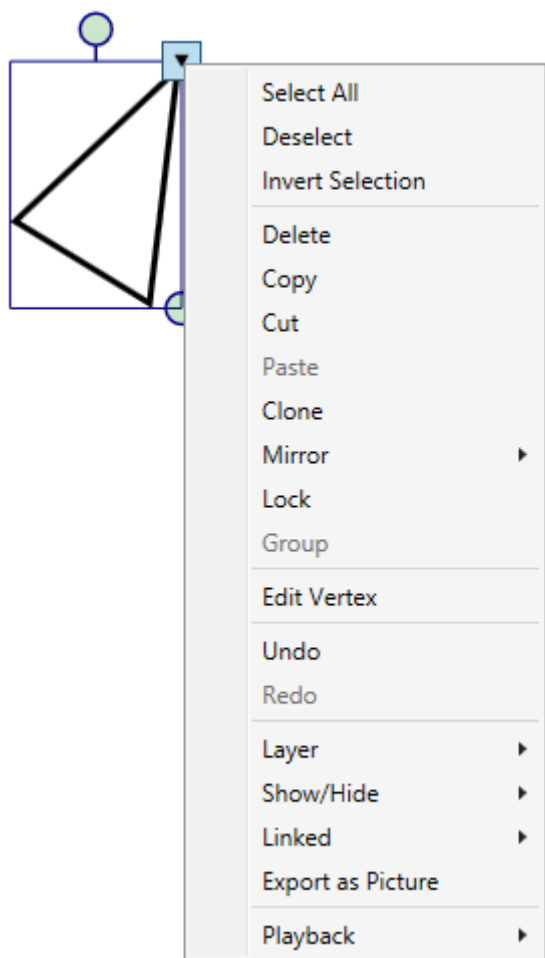 Select All
Deselect
Invert Selection
Delete
Copy
Cut
Paste
Clone
Mirror
Lock
Group
Edit Vertex
Undo
Redo
Layer
Show/Hide
Linked
Export as Picture
Playback